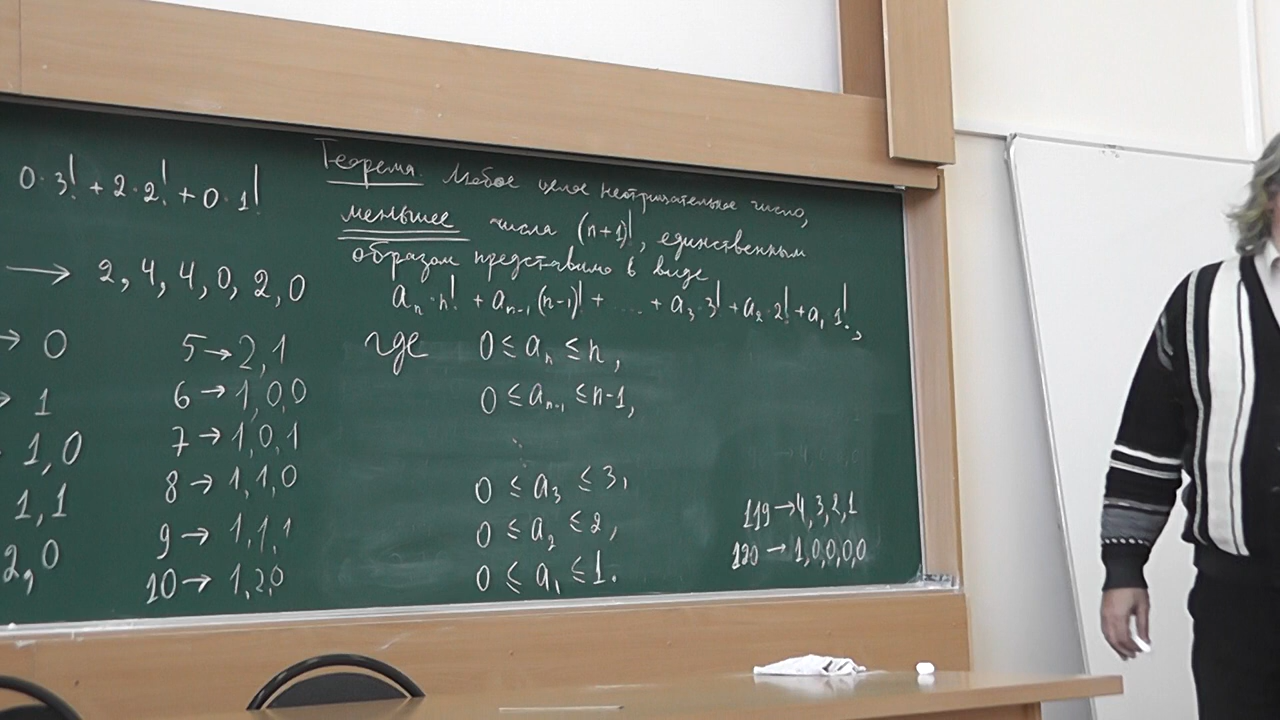 0·3! + 2·2! + 0·1!
→ 2, 4, 4, 0, 2, 0
→ 0
→ 1
1, 0
1, 1
2, 0
5 → 2, 1
6 → 1, 0, 0
7 → 1, 0, 1
8 → 1, 1, 0
9 → 1, 1, 1
10 → 1, 2, 0
Теорема. Любое целое неотрицательное число,
меньшее числа (n+1)!, единственным
образом представимо в виде
aₙ·n! + aₙ₋₁(n-1)! + .... + a₃·3! + a₂·2! + a₁1!,
где 0 ≤ aₙ ≤ n,
0 ≤ aₙ₋₁ ≤ n-1,
⋮
0 ≤ a₃ ≤ 3,
0 ≤ a₂ ≤ 2,
0 ≤ a₁ ≤ 1.
119 → 4, 3, 2, 1
120 → 1, 0, 0, 0, 0